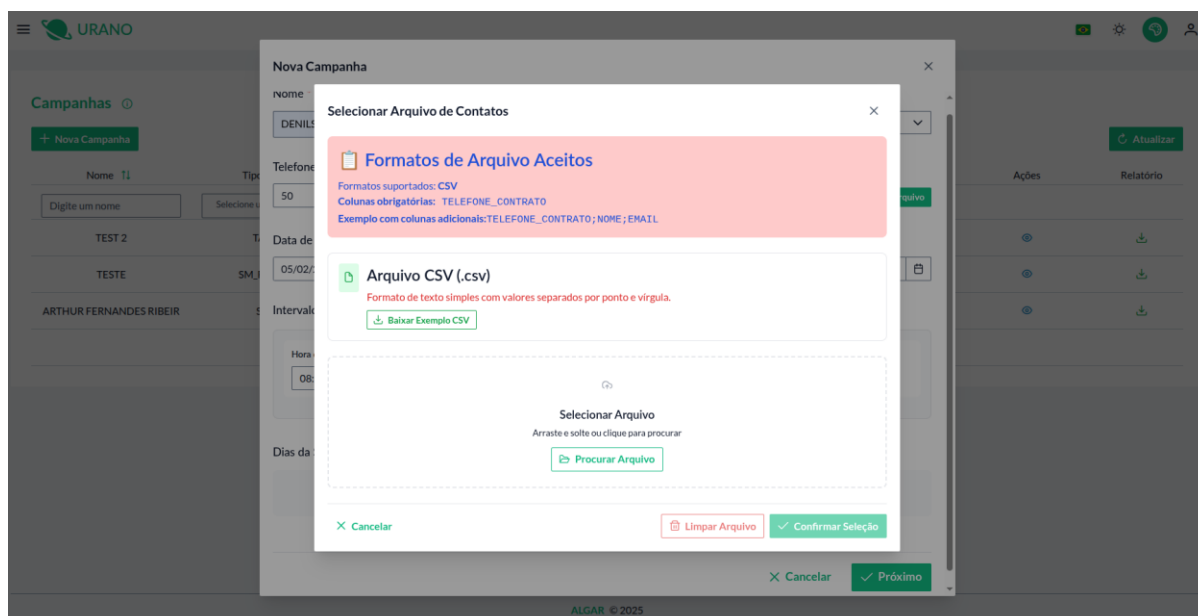 URANO
Nova Campanha
Campanhas
Nome
Selecionar Arquivo de Contatos
DENILS
+ Nova Campanha
Atualizar
Formatos de Arquivo Aceitos
Telefone
Nome
Tipo
Ações
Relatório
Formatos suportados: CSV
Colunas obrigatórias: TELEFONE_CONTRATO
Exemplo com colunas adicionais:TELEFONE_CONTRATO;NOME;EMAIL
50
rquivo
Digite um nome
Selecione u
TEST 2
Data de
TESTE
SM_
05/02/
Arquivo CSV (.csv)
Formato de texto simples com valores separados por ponto e vírgula.
Baixar Exemplo CSV
ARTHUR FERNANDES RIBEIR
Intervalo
Hora
08:
Selecionar Arquivo
Arraste e solte ou clique para procurar
Procurar Arquivo
Dias da
Cancelar
Limpar Arquivo
Confirmar Seleção
Cancelar
Próximo
ALGAR © 2025